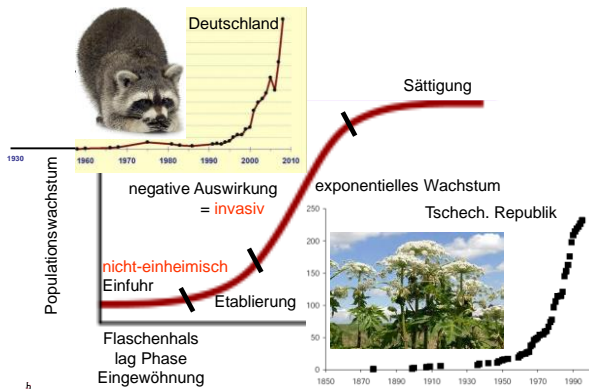 Deutschland
Sättigung
1930
1960 1970 1980 1990 2000 2010
Populationswachstum
negative Auswirkung
= invasiv
exponentielles Wachstum
Tschech. Republik
nicht-einheimisch
Einfuhr
Etablierung
Flaschenhals
lag Phase
Eingewöhnung
250
200
150
100
50
0
1850 1870 1890 1910 1930 1950 1970 1990
h